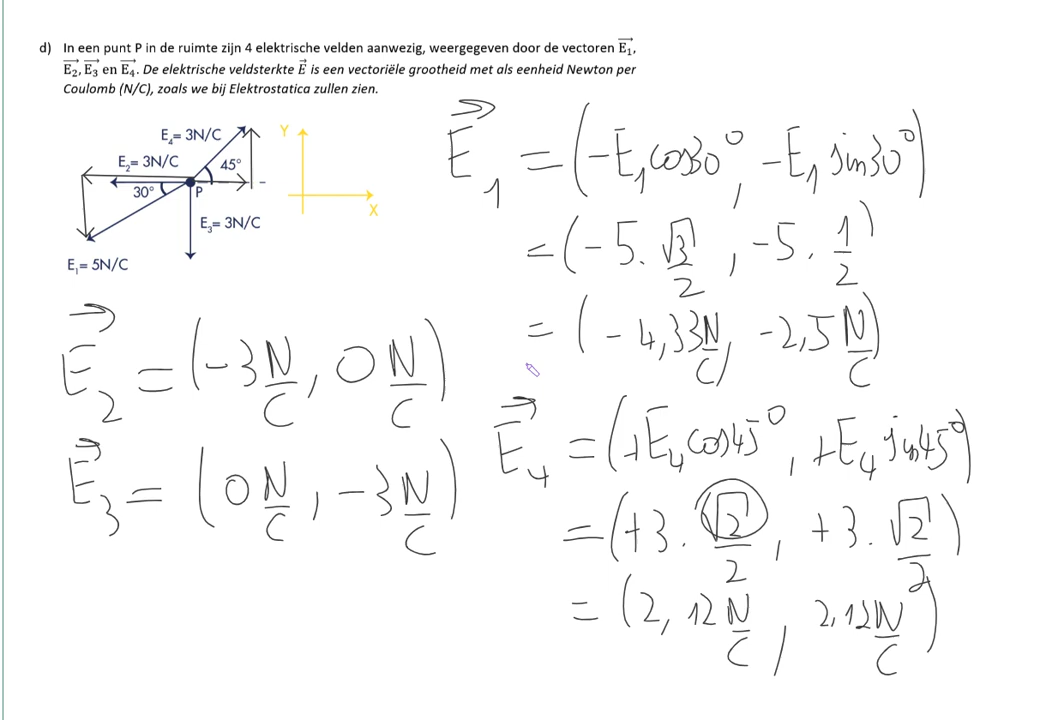 d) In een punt P in de ruimte zijn 4 elektrische velden aanwezig, weergegeven door de vectoren E₁⃗,
E₂⃗, E₃⃗ en E₄⃗. De elektrische veldsterkte E⃗ is een vectoriële grootheid met als eenheid Newton per
Coulomb (N/C), zoals we bij Elektrostatica zullen zien.
E₄= 3N/C
E₂= 3N/C
45°
30°
P
E₃= 3N/C
E₁= 5N/C
Y
X
E₁⃗ = (-E₁cos30°, -E₁ sin30°)
= (-5. √3/2, -5. 1/2)
= (-4,33 N/C, -2,5 N/C)
E₂⃗ = (-3 N/C, 0 N/C)
E₃⃗ = (0 N/C, -3 N/C)
E₄⃗ = (+E₄ cos45°, +E₄ sin45°)
= (+3. √2/2, +3. √2/2)
= (2,12 N/C, 2,12 N/C)